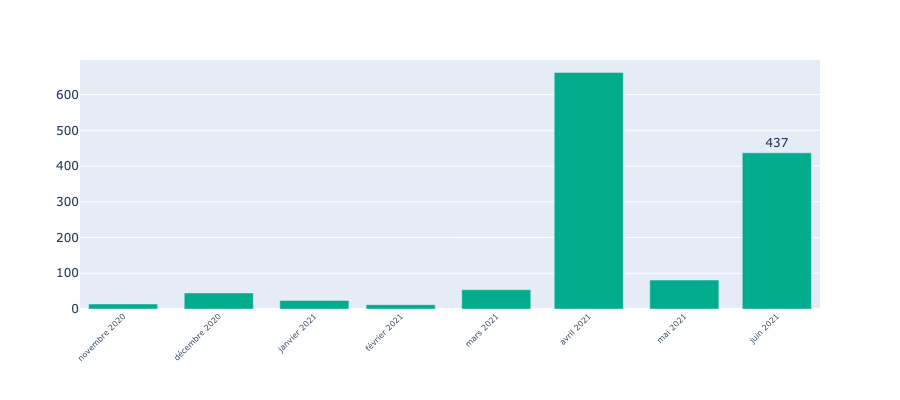 600
500
400
300
200
100
0
437
novembre 2020
décembre 2020
janvier 2021
février 2021
mars 2021
avril 2021
mai 2021
juin 2021